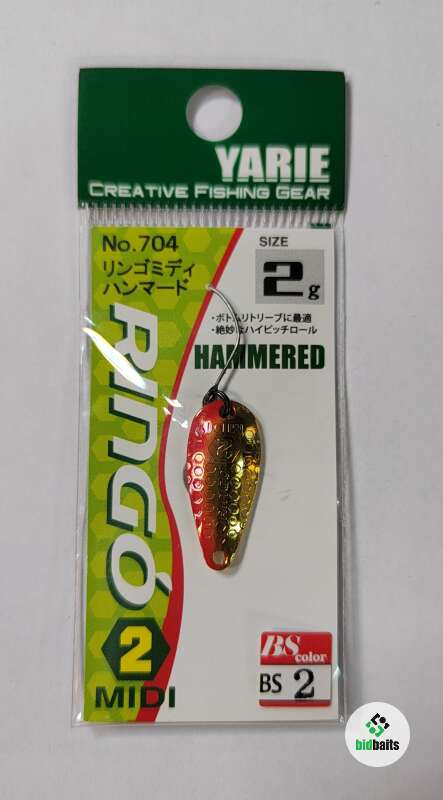 YARIE
CREATIVE FISHING GEAR
No.704
リンゴミディ
ハンマード
SIZE
2g
・ボトムリトリーブに最適
・絶妙なハイピッチロール
HAMMERED
RINGO
2
MIDI
BS color
BS 2
bidbaits